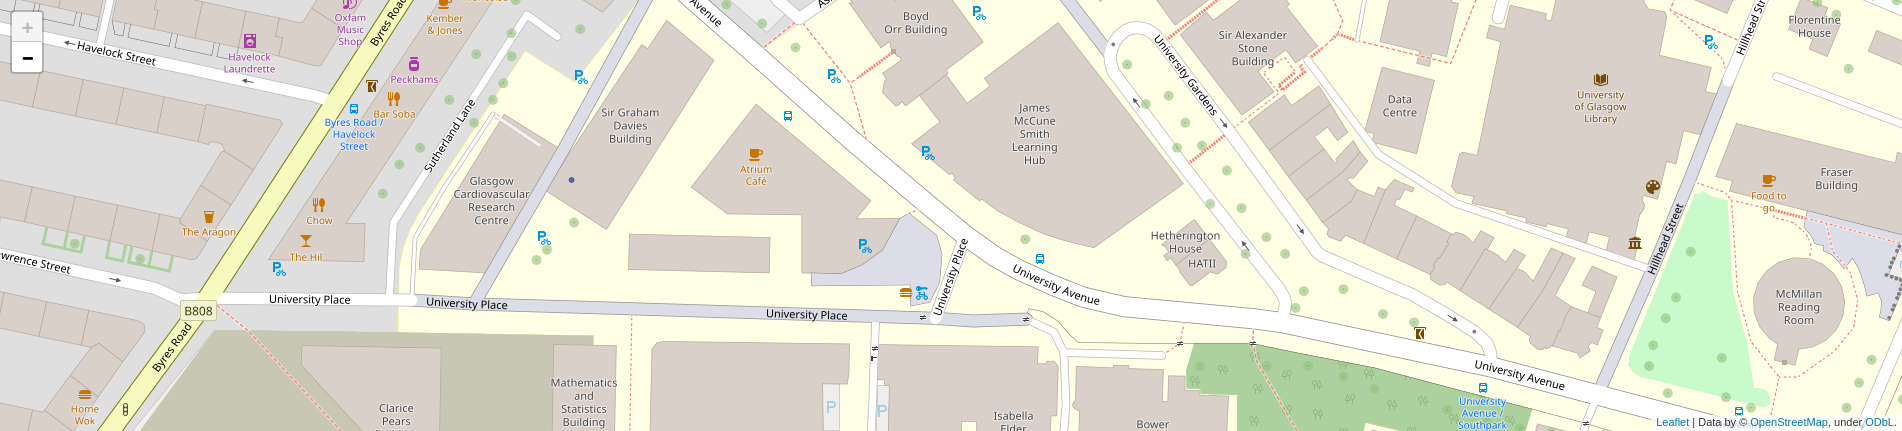 +
−
Havelock Street
Byres Road
Oxfam
Music
Shop
Kember
& Jones
Havelock
Laundrette
Peckhams
Bar Soba
Byres Road /
Havelock
Street
Sutherland Lane
Chow
The Aragon
The Hil
University Place
B808
Byres Road
Home
Wok
Clarice
Pears
Glasgow
Cardiovascular
Research
Centre
Sir Graham
Davies
Building
Atrium
Café
Avenue
Boyd
Orr Building
James
McCune
Smith
Learning
Hub
University Place
University Place
University Place
University Avenue
Mathematics
and
Statistics
Building
P
P
Isabella
Elder
Bower
Sir Alexander
Stone
Building
University Gardens
Hetherington
House
HATII
Data
Centre
University
of Glasgow
Library
Hillhead Street
Florentine
House
Fraser
Building
Food to
go
McMillan
Reading
Room
University Avenue
University
Avenue /
Southpark
Leaflet | Data by © OpenStreetMap, under ODbL.